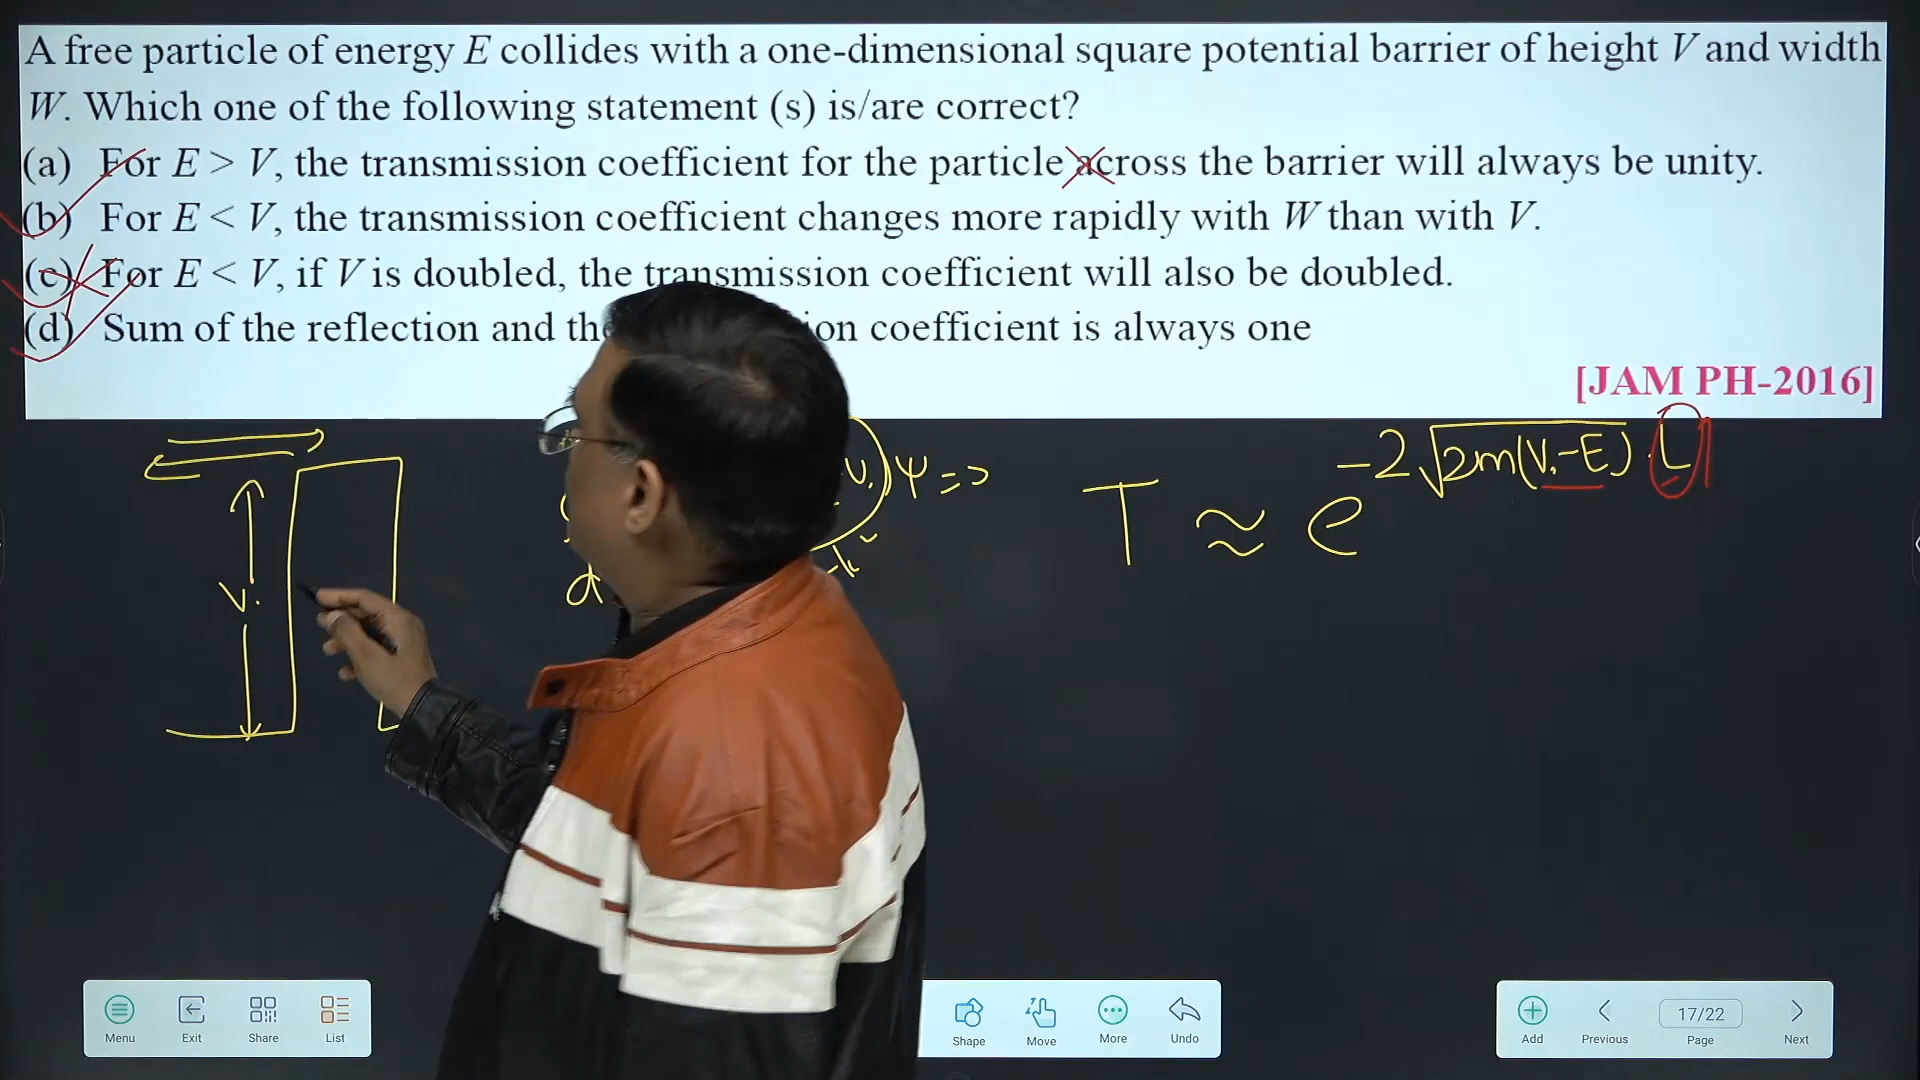 A free particle of energy E collides with a one-dimensional square potential barrier of height V and width
W. Which one of the following statement (s) is/are correct?
(a) For E > V, the transmission coefficient for the particle across the barrier will always be unity.
(b) For E < V, the transmission coefficient changes more rapidly with W than with V.
(c) For E < V, if V is doubled, the transmission coefficient will also be doubled.
(d) Sum of the reflection and the ion coefficient is always one
[JAM PH-2016]
V.
d
V.) ψ =>
T ≈ e^{-2√2m(V.-E) · L}
Menu
Exit
Share
List
Shape
Move
More
Undo
Add
Previous
17/22
Page
Next